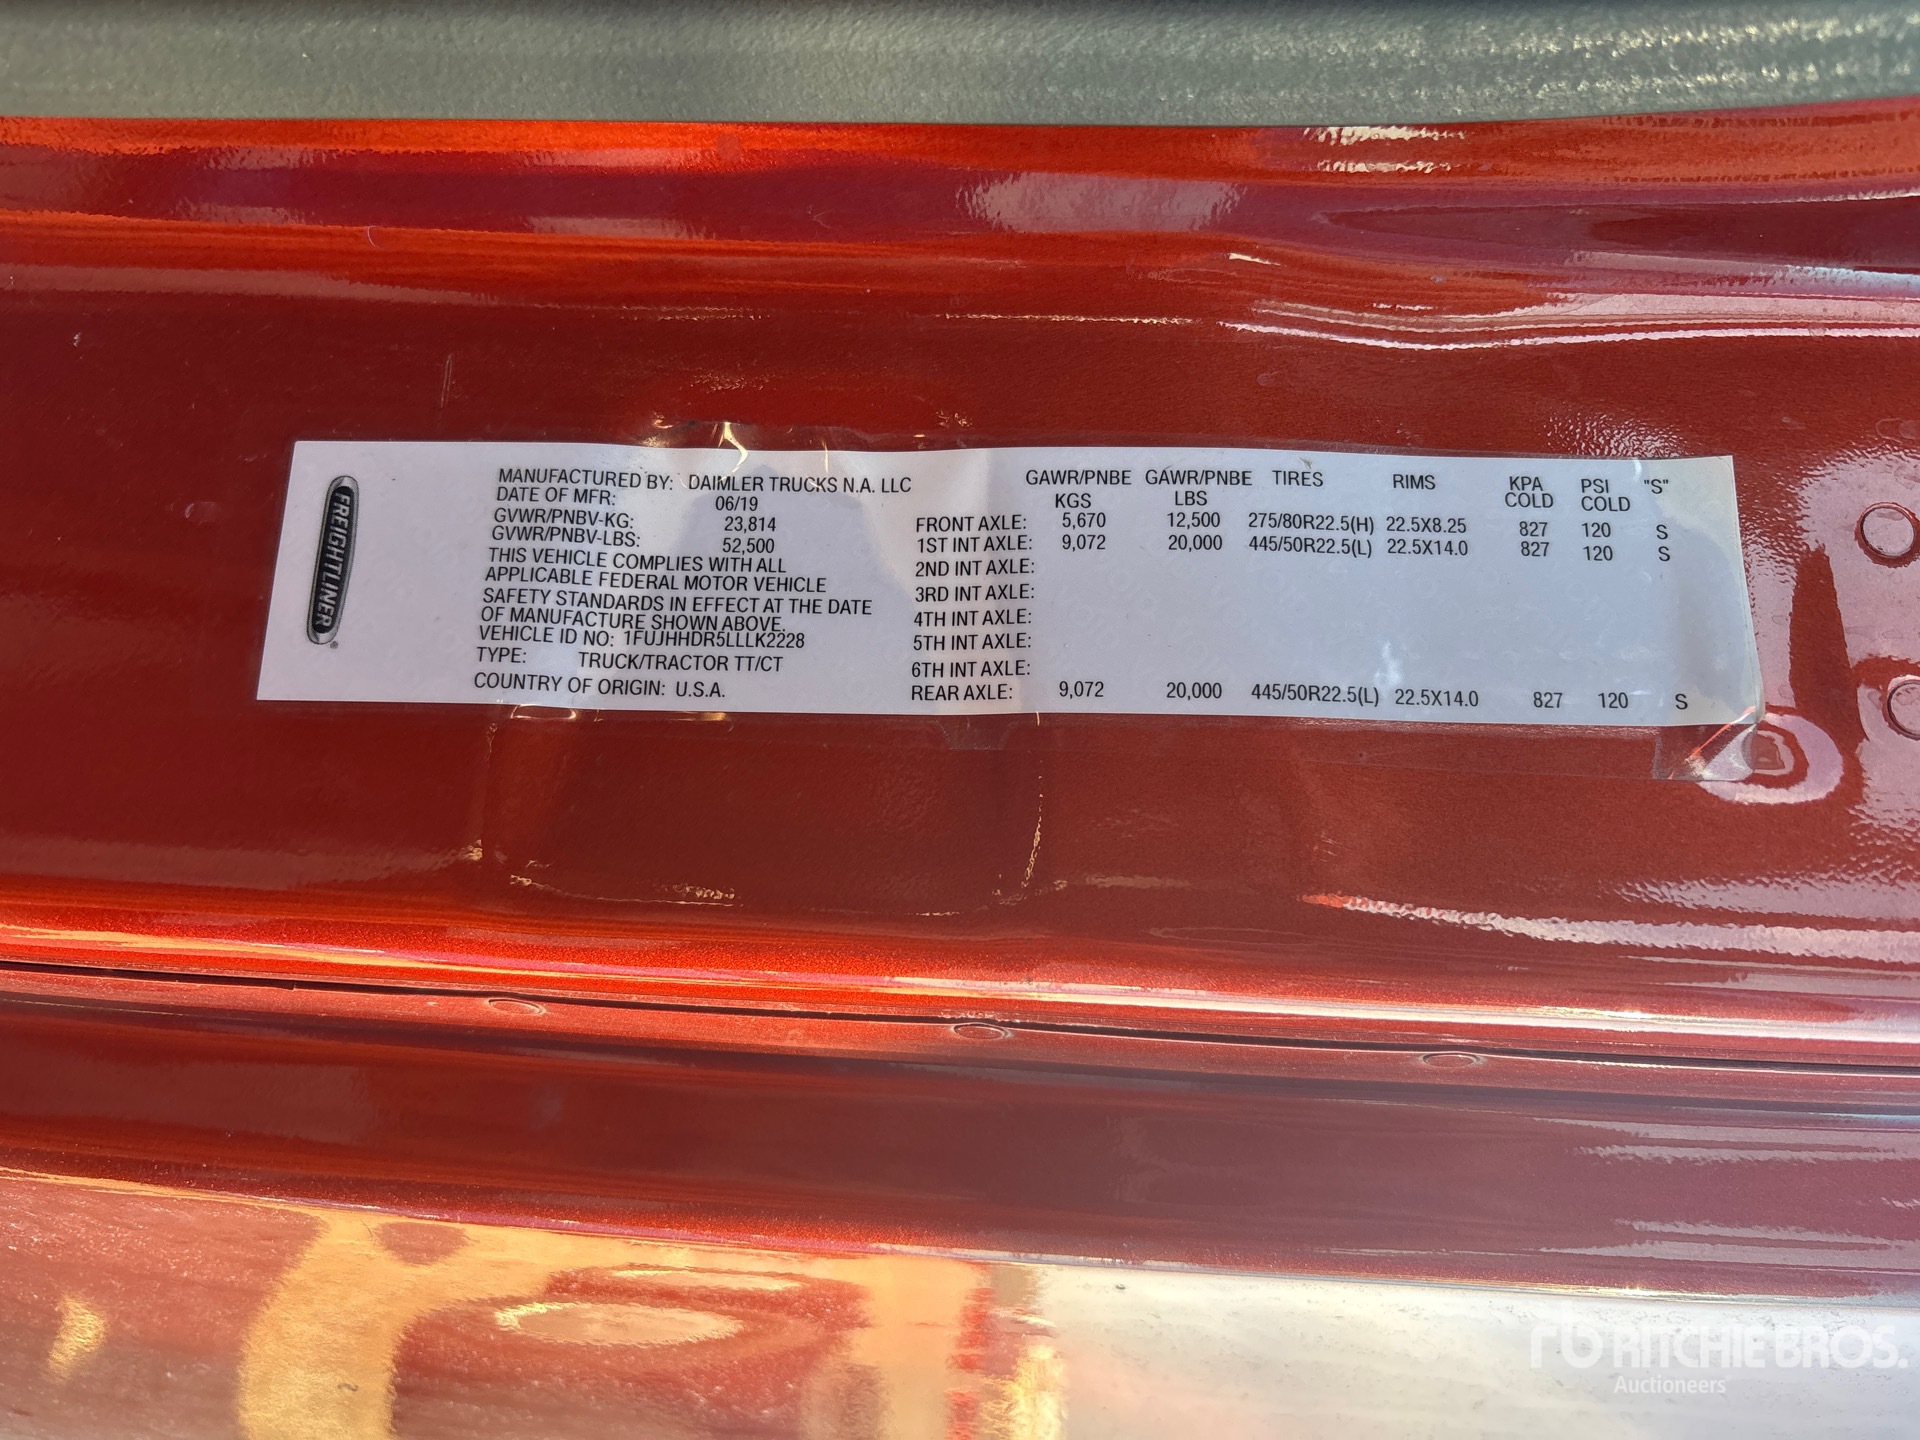 FREIGHTLINER
MANUFACTURED BY: DAIMLER TRUCKS N.A. LLC
DATE OF MFR: 06/19
GVWR/PNBV-KG: 23,814
GVWR/PNBV-LBS: 52,500
THIS VEHICLE COMPLIES WITH ALL
APPLICABLE FEDERAL MOTOR VEHICLE
SAFETY STANDARDS IN EFFECT AT THE DATE
OF MANUFACTURE SHOWN ABOVE.
VEHICLE ID NO: 1FUJHHDR5LLLK2228
TYPE: TRUCK/TRACTOR TT/CT
COUNTRY OF ORIGIN: U.S.A.
GAWR/PNBE GAWR/PNBE TIRES RIMS KPA PSI "S"
KGS LBS COLD COLD
FRONT AXLE: 5,670 12,500 275/80R22.5(H) 22.5X8.25 827 120 S
1ST INT AXLE: 9,072 20,000 445/50R22.5(L) 22.5X14.0 827 120 S
2ND INT AXLE:
3RD INT AXLE:
4TH INT AXLE:
5TH INT AXLE:
6TH INT AXLE:
REAR AXLE: 9,072 20,000 445/50R22.5(L) 22.5X14.0 827 120 S
rb RITCHIE BROS.
Auctioneers